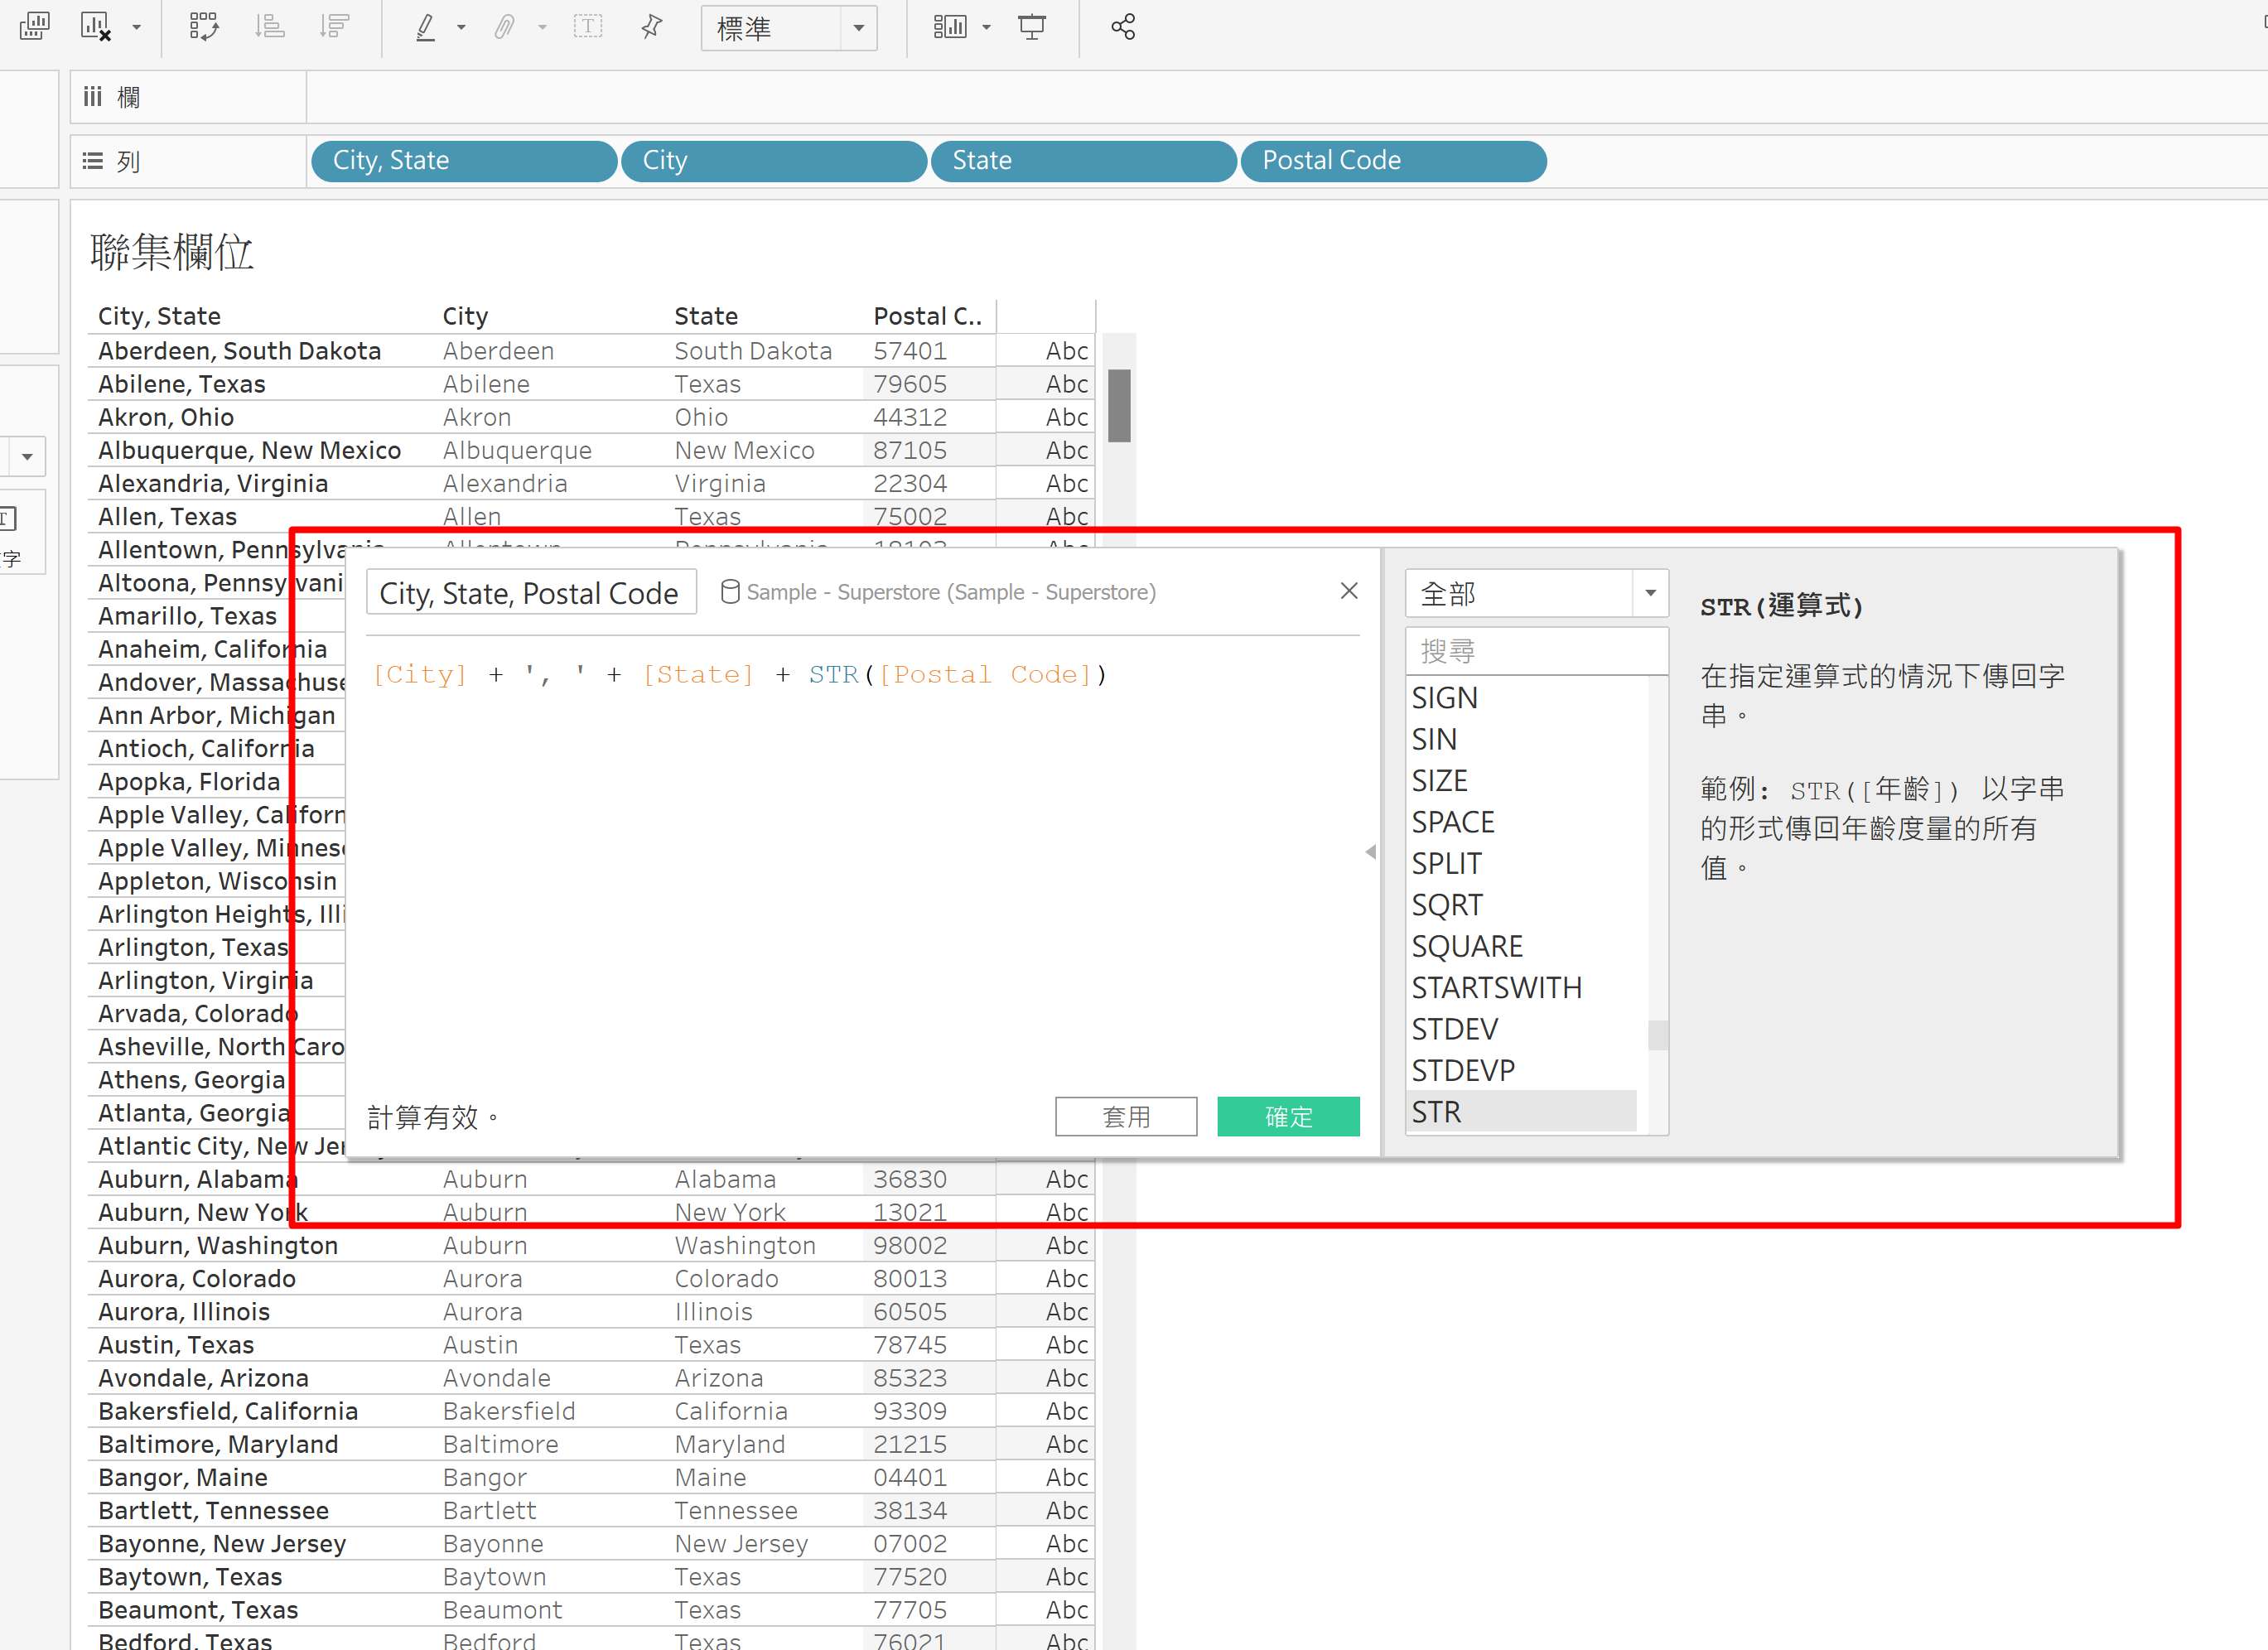 標準
欄
列 City, State City State Postal Code
聯集欄位
City, State City State Postal C..
Aberdeen, South Dakota Aberdeen South Dakota 57401 Abc
Abilene, Texas Abilene Texas 79605 Abc
Akron, Ohio Akron Ohio 44312 Abc
Albuquerque, New Mexico Albuquerque New Mexico 87105 Abc
Alexandria, Virginia Alexandria Virginia 22304 Abc
Allen, Texas Allen Texas 75002 Abc
Allentown, Pennsylvania Allentown Pennsylvania 18103 Abc
字
Altoona, Pennsylvani
Amarillo, Texas
Anaheim, California
Andover, Massachuse
Ann Arbor, Michigan
Antioch, California
Apopka, Florida
Apple Valley, Californ
Apple Valley, Minnes
Appleton, Wisconsin
Arlington Heights, Illi
Arlington, Texas
Arlington, Virginia
Arvada, Colorado
Asheville, North Caro
Athens, Georgia
Atlanta, Georgia
Atlantic City, New Jer
Auburn, Alabama Auburn Alabama 36830 Abc
Auburn, New York Auburn New York 13021 Abc
Auburn, Washington Auburn Washington 98002 Abc
Aurora, Colorado Aurora Colorado 80013 Abc
Aurora, Illinois Aurora Illinois 60505 Abc
Austin, Texas Austin Texas 78745 Abc
Avondale, Arizona Avondale Arizona 85323 Abc
Bakersfield, California Bakersfield California 93309 Abc
Baltimore, Maryland Baltimore Maryland 21215 Abc
Bangor, Maine Bangor Maine 04401 Abc
Bartlett, Tennessee Bartlett Tennessee 38134 Abc
Bayonne, New Jersey Bayonne New Jersey 07002 Abc
Baytown, Texas Baytown Texas 77520 Abc
Beaumont, Texas Beaumont Texas 77705 Abc
Bedford, Texas Bedford Texas 76021 Abc
City, State, Postal Code Sample - Superstore (Sample - Superstore)
[City] + ', ' + [State] + STR([Postal Code])
計算有效。
套用 確定
全部
搜尋
SIGN
SIN
SIZE
SPACE
SPLIT
SQRT
SQUARE
STARTSWITH
STDEV
STDEVP
STR
STR(運算式)
在指定運算式的情況下傳回字
串。
範例: STR([年齡]) 以字串
的形式傳回年齡度量的所有
值。